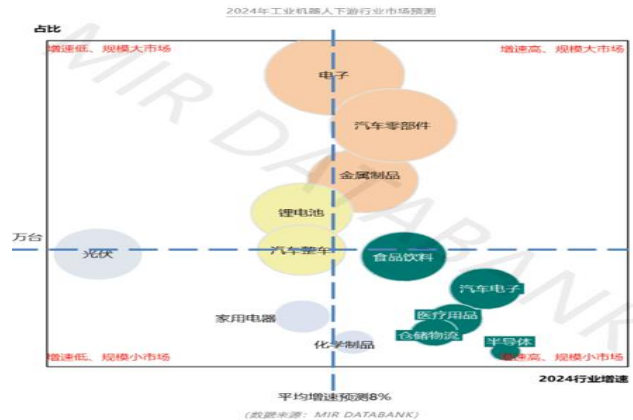 2024年工业机器人下游行业市场预测
占比
增速低、规模大市场
增速高、规模大市场
电子
汽车零部件
金属制品
锂电池
万台
光伏
汽车整车
食品饮料
汽车电子
家用电器
医疗用品
仓储物流
化学制品
半导体
增速低、规模小市场
增速高、规模小市场
2024行业增速
平均增速预测8%
(数据来源：MIR DATABANK)
MIR DATABANK